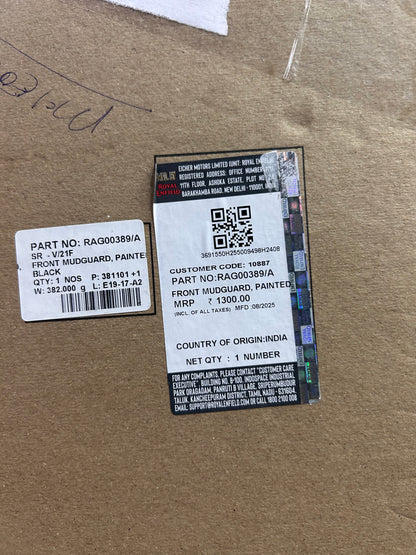 PART NO: RAG00389/A
SR - V/21F
FRONT MUDGUARD, PAINTED
BLACK
QTY: 1 NOS P: 381101 +1
W: 382.000 g L: E19-17-A2
ROYAL
ENFIELD
EICHER MOTORS LIMITED (UNIT: ROYAL
REGISTERED ADDRESS: OFFICE NUMBER
11TH FLOOR, ASHOKA ESTATE, PLOT NO
BARAKHAMBA ROAD, NEW DELHI - 110001,
3691550H255009498H2408
CUSTOMER CODE: 10887
PART NO:RAG00389/A
FRONT MUDGUARD, PAINTED
MRP ₹ 1300.00
(INCL. OF ALL TAXES) MFD :08/2025
COUNTRY OF ORIGIN:INDIA
NET QTY : 1 NUMBER
FOR ANY COMPLAINTS, PLEASE CONTACT "CUSTOMER CARE
EXECUTIVE", BUILDING NO. B-100, INDOSPACE INDUSTRIAL
PARK ORAGADAM, PANRUTI B VILLAGE, SRIPERUMBUDUR
TALUK, KANCHEEPURAM DISTRICT, TAMIL NADU - 631604
EMAIL: SUPPORT@ROYALENFIELD.COM OR CALL 1800 2100 008